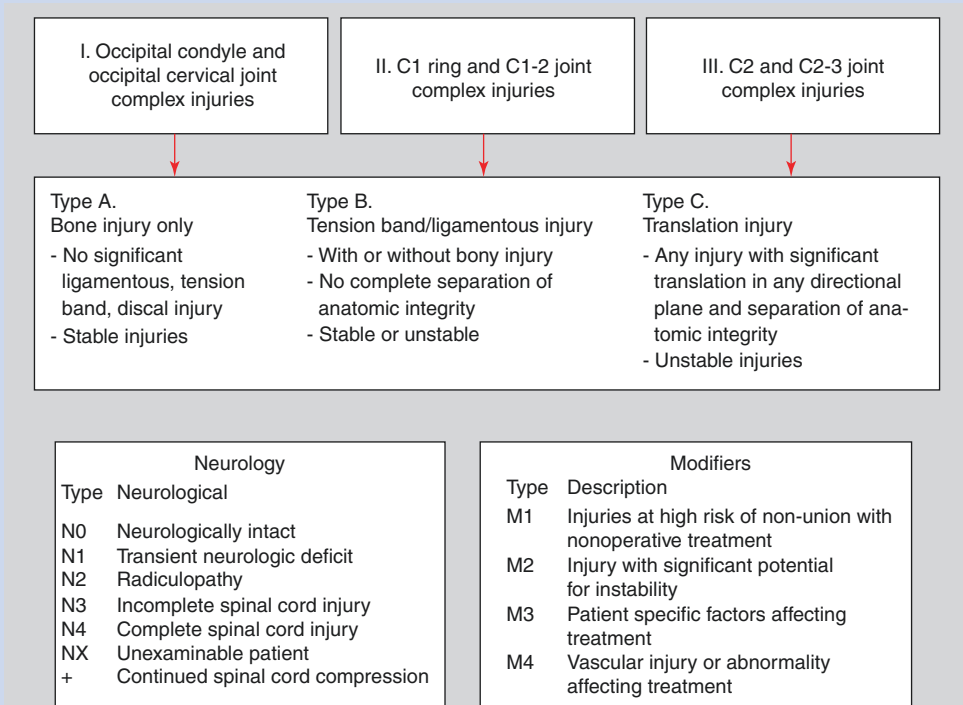 I. Occipital condyle and
occipital cervical joint
complex injuries
II. C1 ring and C1-2 joint
complex injuries
III. C2 and C2-3 joint
complex injuries
Type A.
Bone injury only
- No significant
ligamentous, tension
band, discal injury
- Stable injuries
Type B.
Tension band/ligamentous injury
- With or without bony injury
- No complete separation of
anatomic integrity
- Stable or unstable
Type C.
Translation injury
- Any injury with significant
translation in any directional
plane and separation of ana-
tomic integrity
- Unstable injuries
Neurology
Type Neurological
N0 Neurologically intact
N1 Transient neurologic deficit
N2 Radiculopathy
N3 Incomplete spinal cord injury
N4 Complete spinal cord injury
NX Unexaminable patient
+ Continued spinal cord compression
Modifiers
Type Description
M1 Injuries at high risk of non-union with
nonoperative treatment
M2 Injury with significant potential
for instability
M3 Patient specific factors affecting
treatment
M4 Vascular injury or abnormality
affecting treatment